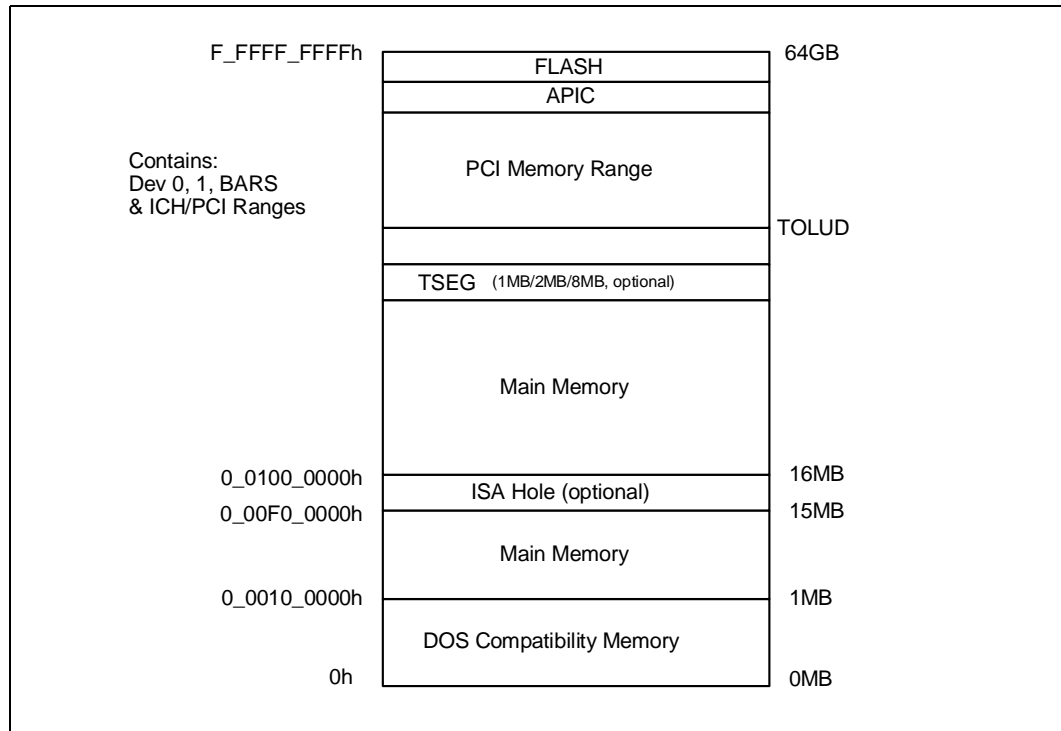 F_FFFF_FFFFh
64GB
FLASH
APIC
Contains:
Dev 0, 1, BARS
& ICH/PCI Ranges
PCI Memory Range
TOLUD
TSEG (1MB/2MB/8MB, optional)
Main Memory
0_0100_0000h
16MB
ISA Hole (optional)
0_00F0_0000h
15MB
Main Memory
0_0010_0000h
1MB
DOS Compatibility Memory
0h
0MB